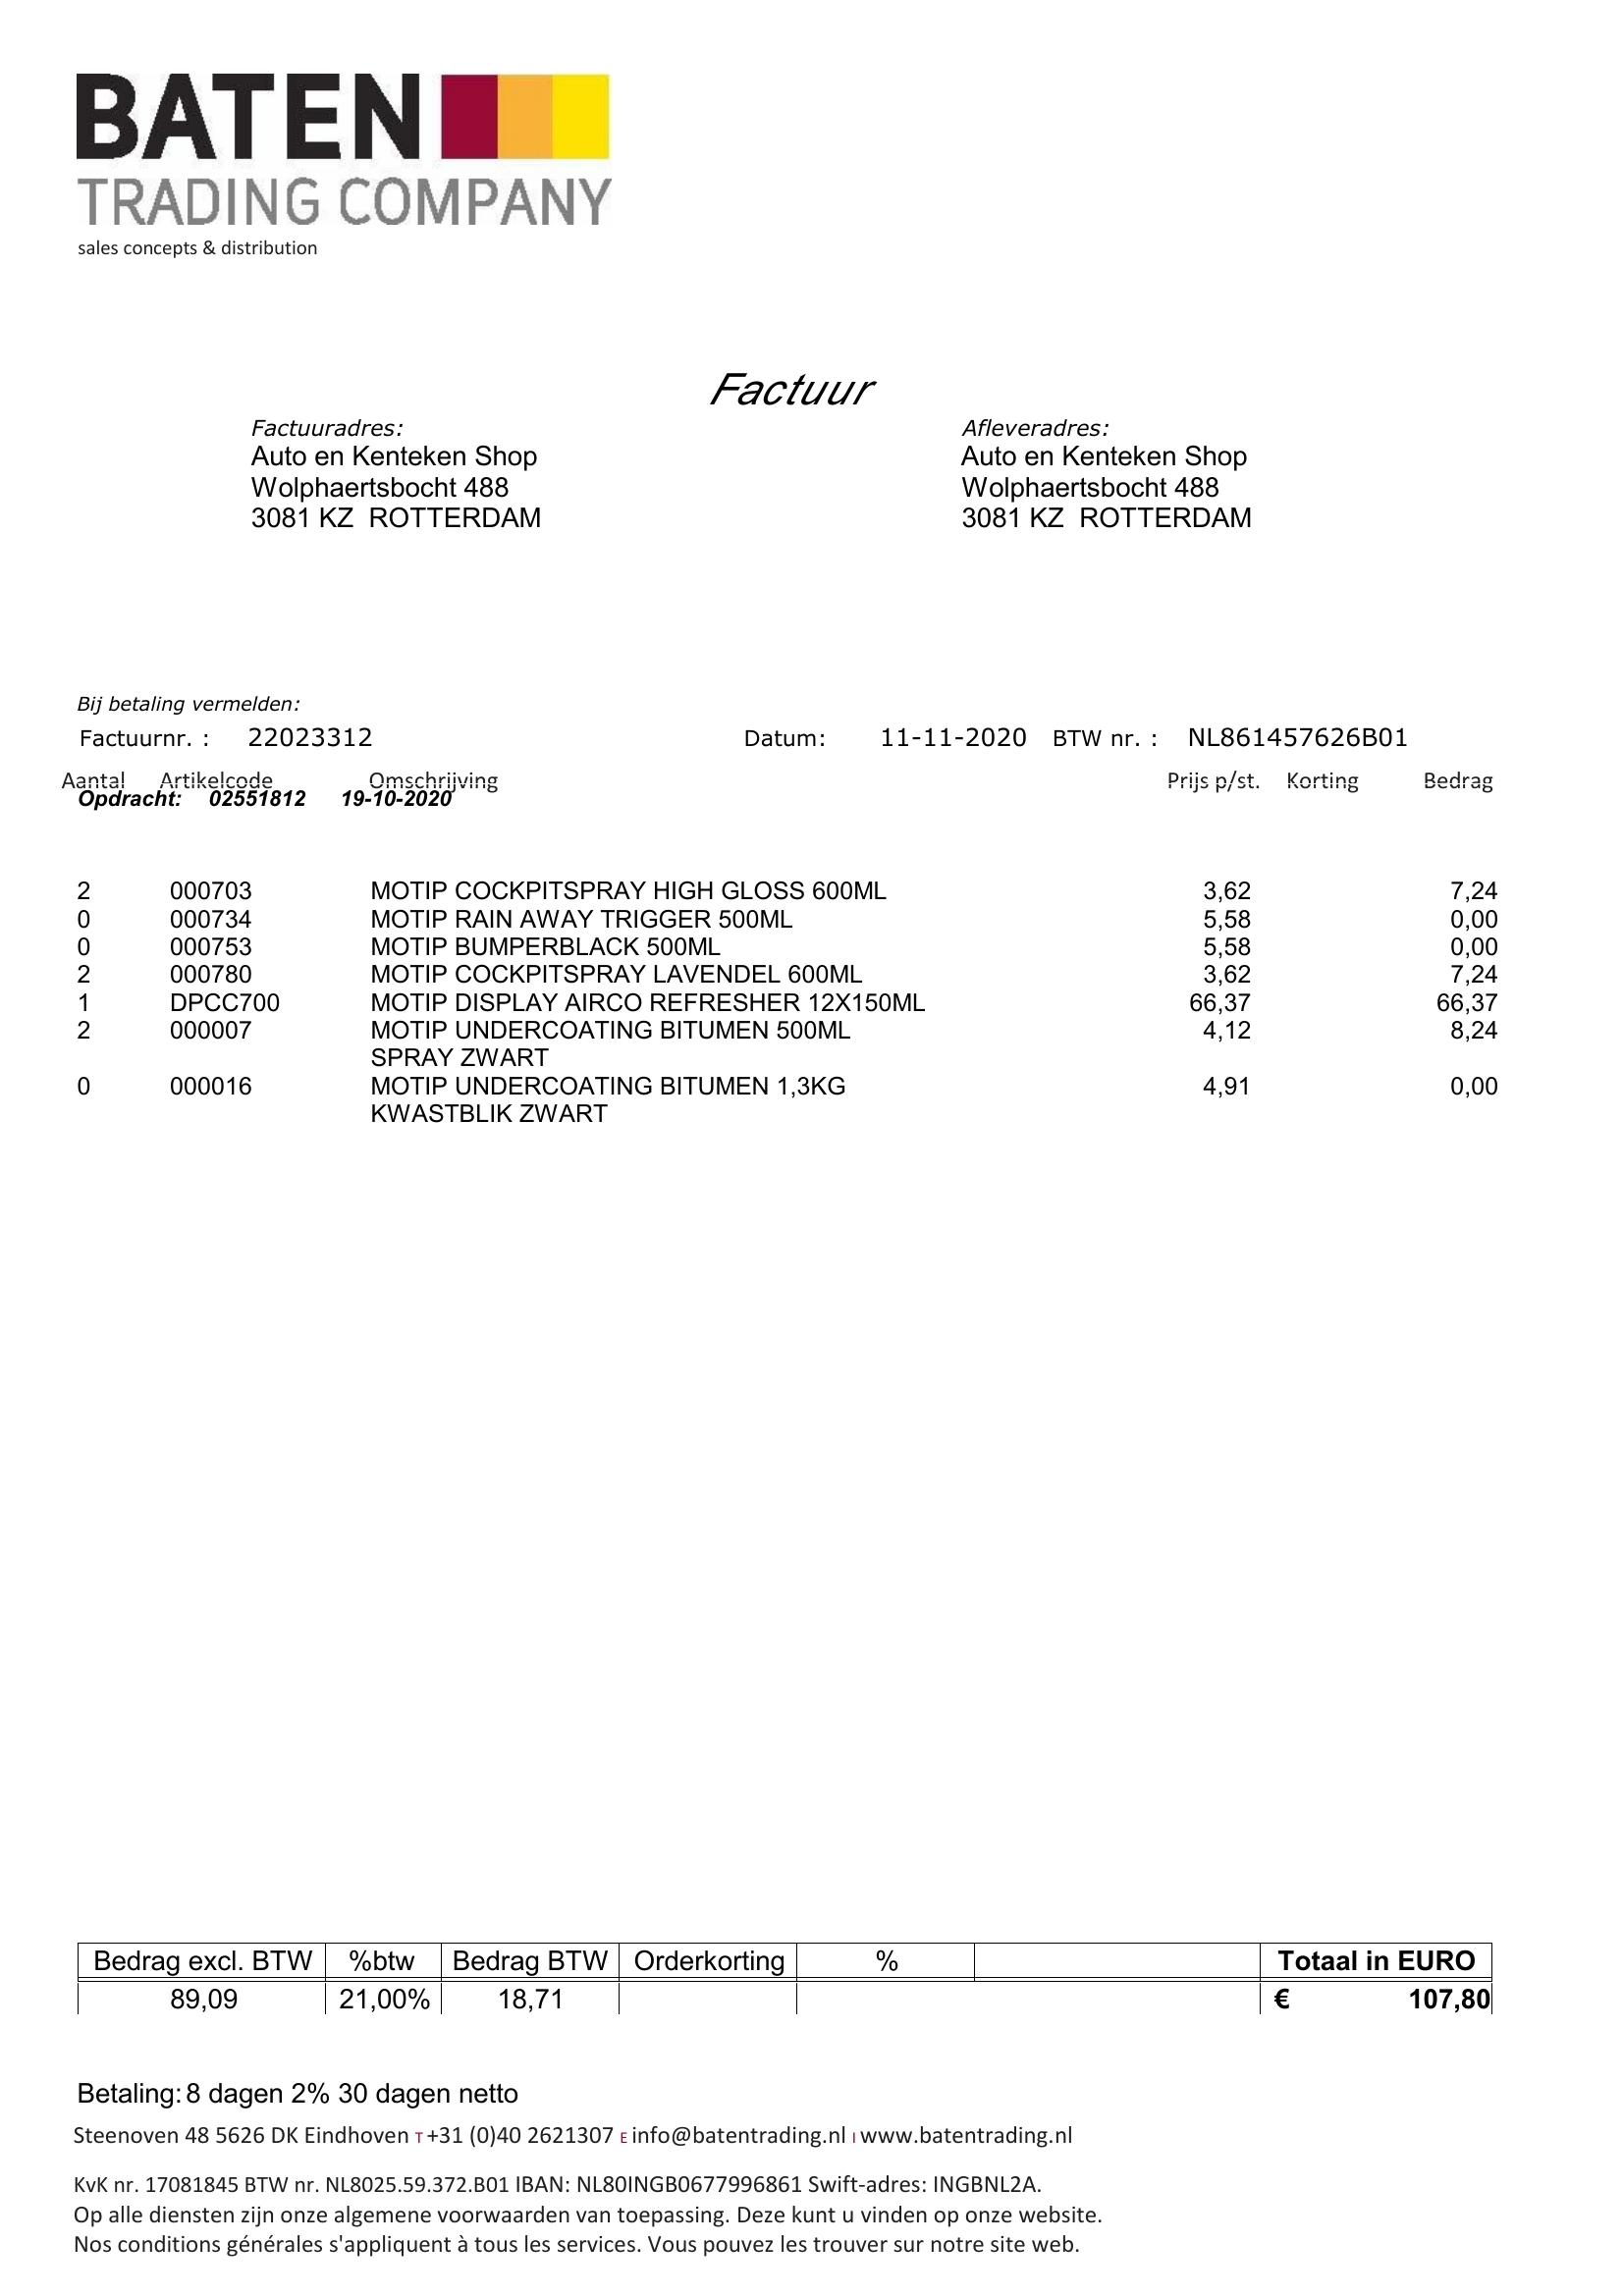 BATEN
TRADING COMPANY
sales concepts & distribution
Factuur
Factuuradres:
Auto en Kenteken Shop
Wolphaertsbocht 488
3081 KZ ROTTERDAM
Afleveradres:
Auto en Kenteken Shop
Wolphaertsbocht 488
3081 KZ ROTTERDAM
Bij betaling vermelden:
Factuurnr. : 22023312 Datum: 11-11-2020 BTW nr. : NL861457626B01
Aantal Artikelcode Omschrijving Prijs p/st. Korting Bedrag
Opdracht: 02551812 19-10-2020
2 000703 MOTIP COCKPITSPRAY HIGH GLOSS 600ML 3,62 7,24
0 000734 MOTIP RAIN AWAY TRIGGER 500ML 5,58 0,00
0 000753 MOTIP BUMPERBLACK 500ML 5,58 0,00
2 000780 MOTIP COCKPITSPRAY LAVENDEL 600ML 3,62 7,24
1 DPCC700 MOTIP DISPLAY AIRCO REFRESHER 12X150ML 66,37 66,37
2 000007 MOTIP UNDERCOATING BITUMEN 500ML 4,12 8,24
SPRAY ZWART
0 000016 MOTIP UNDERCOATING BITUMEN 1,3KG 4,91 0,00
KWASTBLIK ZWART
Bedrag excl. BTW %btw Bedrag BTW Orderkorting % Totaal in EURO
89,09 21,00% 18,71 € 107,80
Betaling: 8 dagen 2% 30 dagen netto
Steenoven 48 5626 DK Eindhoven T +31 (0)40 2621307 E info@batentrading.nl I www.batentrading.nl
KvK nr. 17081845 BTW nr. NL8025.59.372.B01 IBAN: NL80INGB0677996861 Swift-adres: INGBNL2A.
Op alle diensten zijn onze algemene voorwaarden van toepassing. Deze kunt u vinden op onze website.
Nos conditions générales s'appliquent à tous les services. Vous pouvez les trouver sur notre site web.